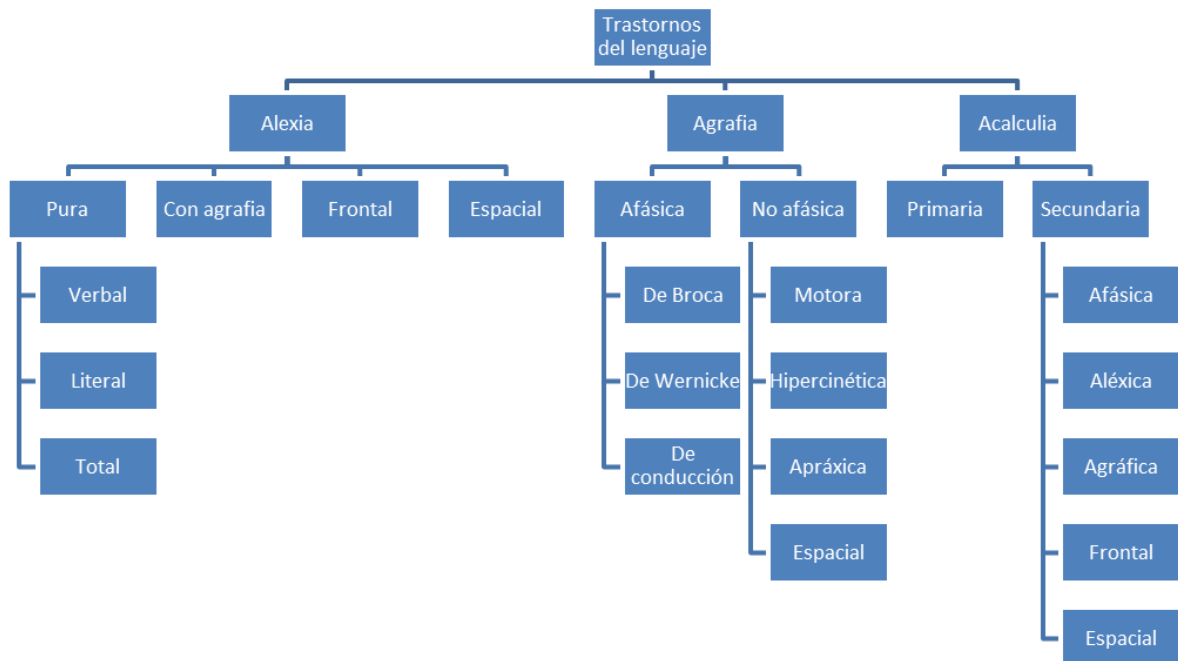 Trastornos
del lenguaje
Alexia
Agrafia
Acalculia
Pura
Con agrafia
Frontal
Espacial
Afásica
No afásica
Primaria
Secundaria
Verbal
Literal
Total
De Broca
De Wernicke
De
conducción
Motora
Hipercinética
Apráxica
Espacial
Afásica
Aléxica
Agráfica
Frontal
Espacial